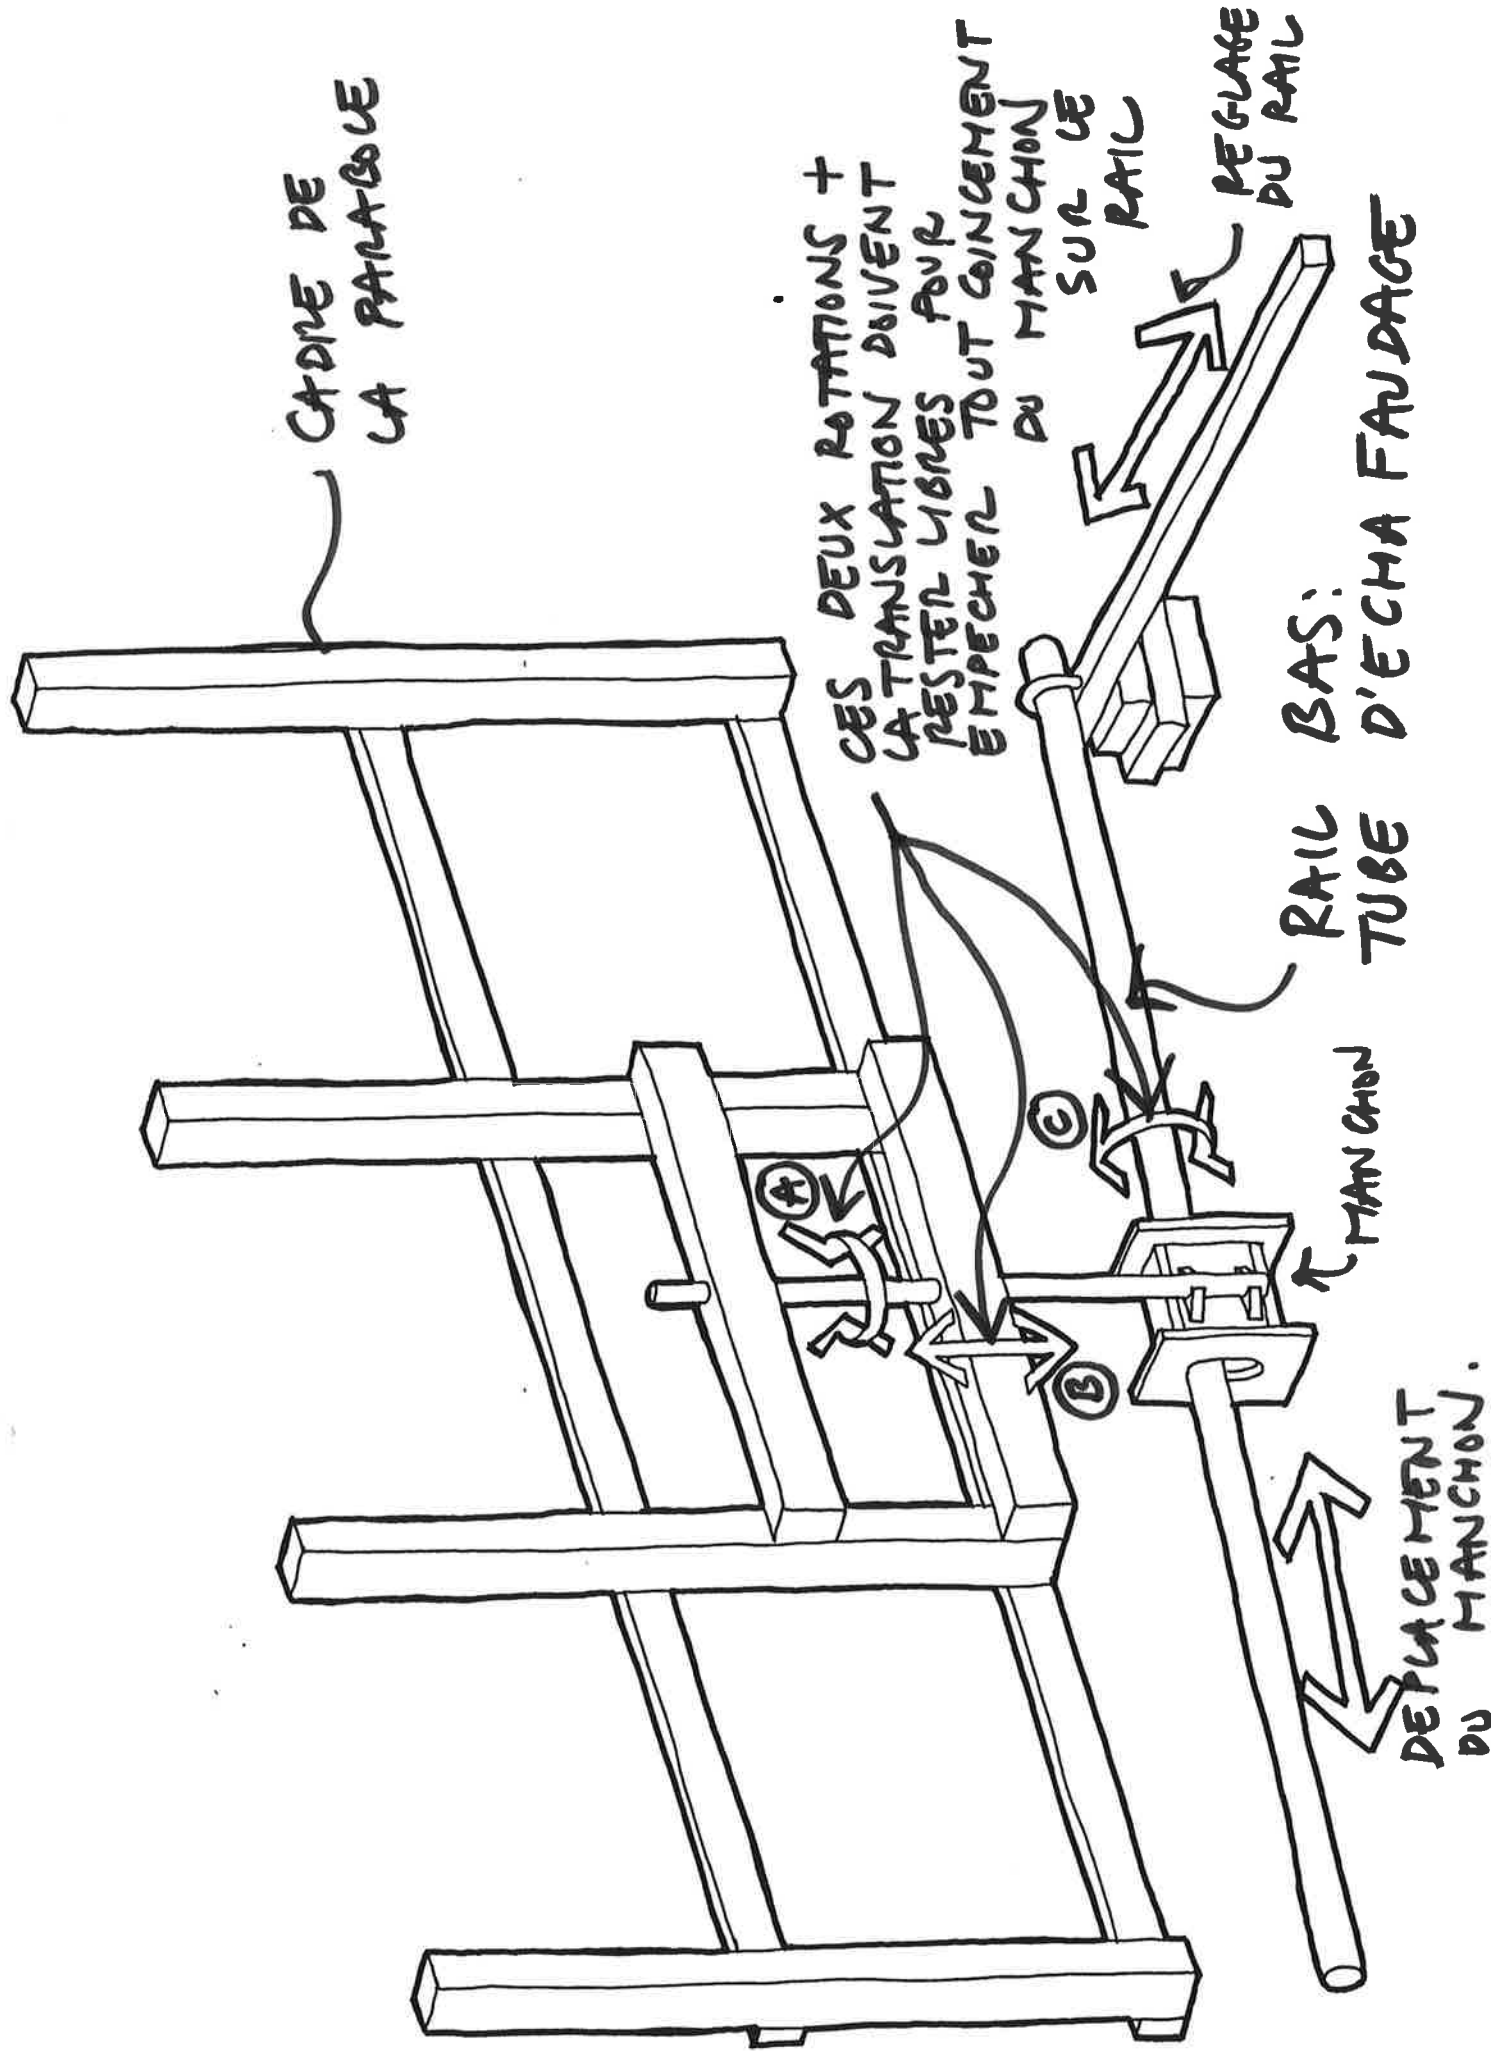 CADRE DE
LA PARABOLE
CES DEUX ROTATIONS +
LA TRANSLATION DOIVENT
RESTER LIBRES POUR
EMPECHER TOUT COINCEMENT
DU MANCHON
SUR LE
RAIL
REGLAGE
DU RAIL
A
B
C
RAIL BAS:
TUBE D'ECHAFAUDAGE
MANCHON
DEPLACEMENT
DU MANCHON.